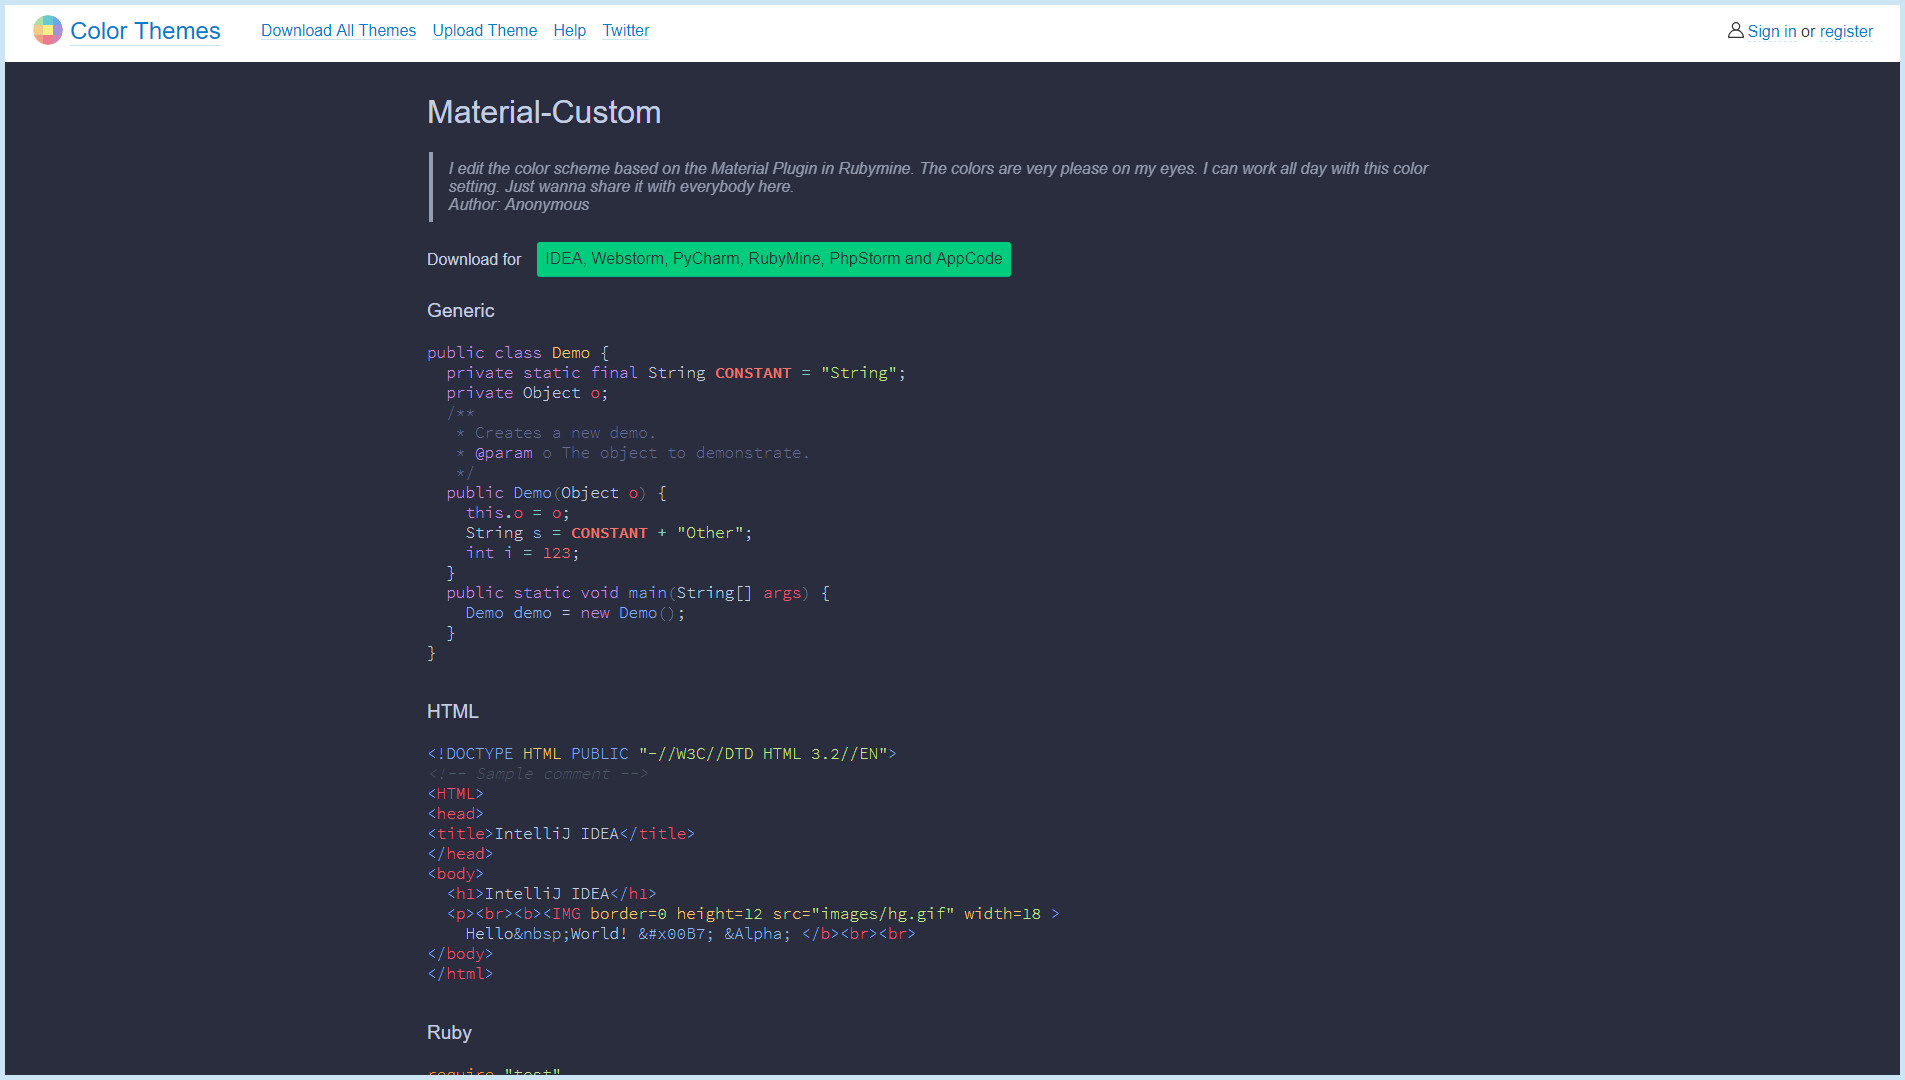 Color Themes Download All Themes Upload Theme Help Twitter Sign in or register
Material-Custom
I edit the color scheme based on the Material Plugin in Rubymine. The colors are very please on my eyes. I can work all day with this color
setting. Just wanna share it with everybody here.
Author: Anonymous
Download for IDEA, Webstorm, PyCharm, RubyMine, PhpStorm and AppCode
Generic
public class Demo {
  private static final String CONSTANT = "String";
  private Object o;
  /**
   * Creates a new demo.
   * @param o The object to demonstrate.
   */
  public Demo(Object o) {
    this.o = o;
    String s = CONSTANT + "Other";
    int i = 123;
  }
  public static void main(String[] args) {
    Demo demo = new Demo();
  }
}
HTML
<!DOCTYPE HTML PUBLIC "-//W3C//DTD HTML 3.2//EN">
<!-- Sample comment -->
<HTML>
<head>
<title>IntelliJ IDEA</title>
</head>
<body>
  <h1>IntelliJ IDEA</h1>
  <p><br><b><IMG border=0 height=12 src="images/hg.gif" width=18 >
    Hello&nbsp;World! &#x00B7; &Alpha; </b><br><br>
</body>
</html>
Ruby
require "test"